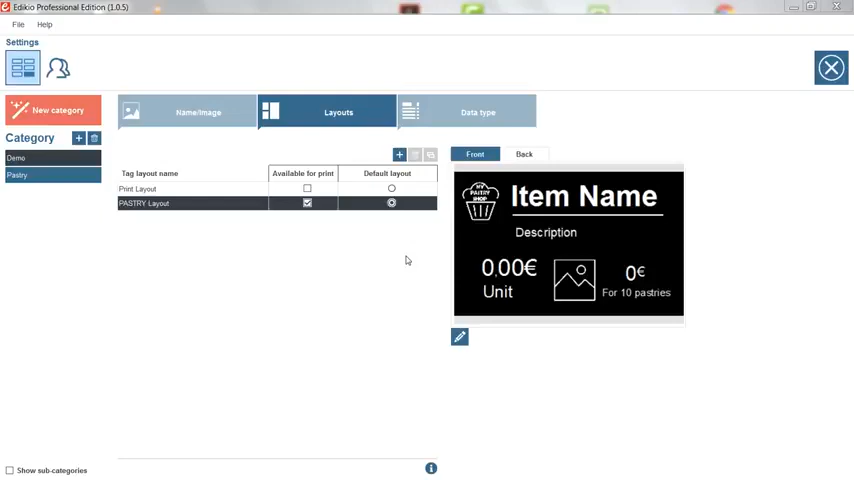 Edikio Professional Edition (1.0.5)
File Help
Settings
New category
Name/Image
Layouts
Data type
Category
Demo
Pastry
Tag layout name
Available for print
Default layout
Print Layout
PASTRY Layout
Front
Back
MY
PASTRY
SHOP
Item Name
Description
0,00€
Unit
0€
For 10 pastries
Show sub-categories